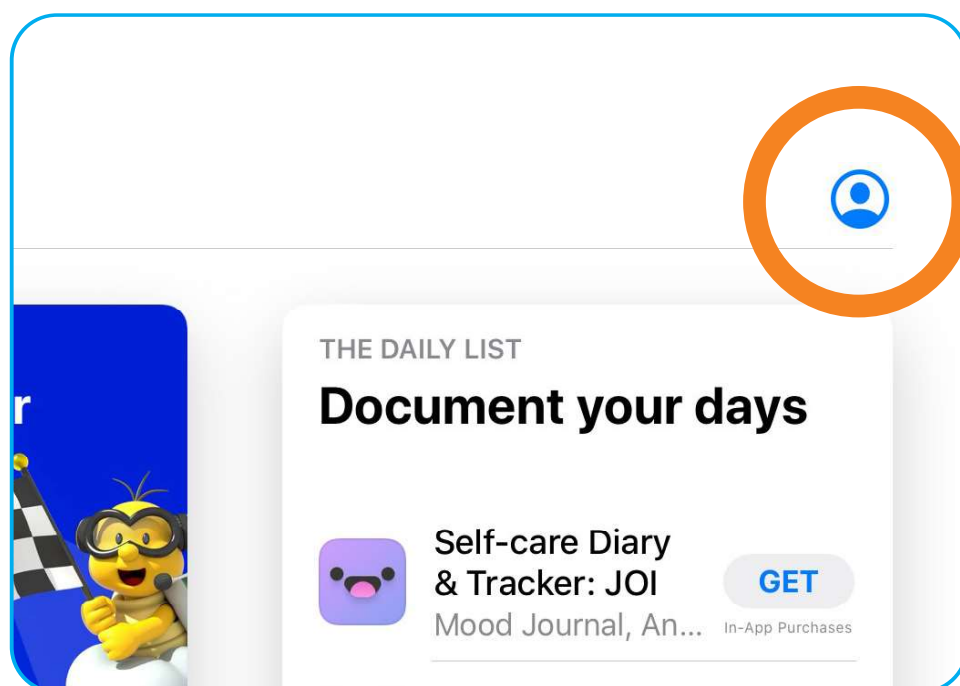 r
THE DAILY LIST
Document your days
Self-care Diary
& Tracker: JOI
Mood Journal, An...
GET
In-App Purchases